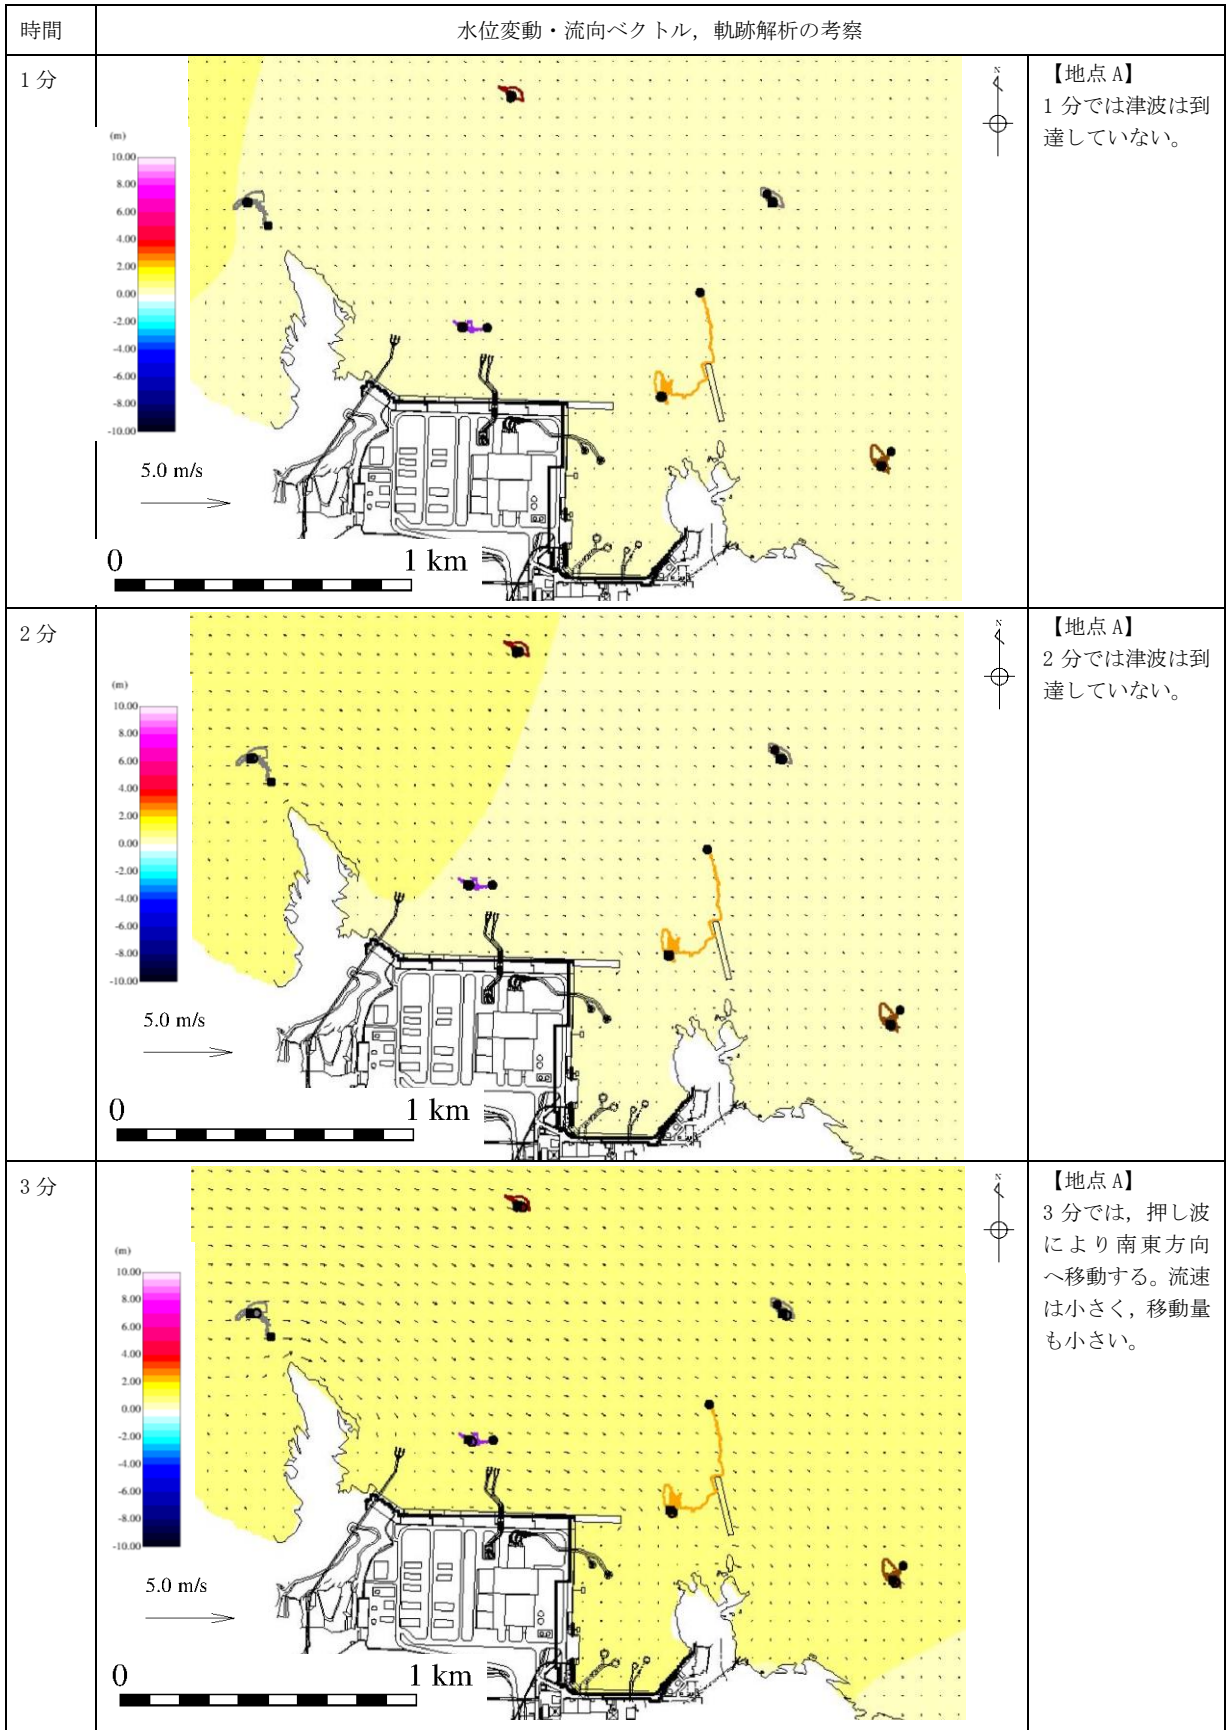 時間
水位変動・流向ベクトル，軌跡解析の考察
1分
(m)
10.00
8.00
6.00
4.00
2.00
0.00
-2.00
-4.00
-6.00
-8.00
-10.00
5.0 m/s
0
1 km
N
【地点 A】
1 分では津波は到
達していない。
2分
(m)
10.00
8.00
6.00
4.00
2.00
0.00
-2.00
-4.00
-6.00
-8.00
-10.00
5.0 m/s
0
1 km
N
【地点 A】
2 分では津波は到
達していない。
3分
(m)
10.00
8.00
6.00
4.00
2.00
0.00
-2.00
-4.00
-6.00
-8.00
-10.00
5.0 m/s
0
1 km
N
【地点 A】
3 分では，押し波
により南東方向
へ移動する。流速
は小さく，移動量
も小さい。